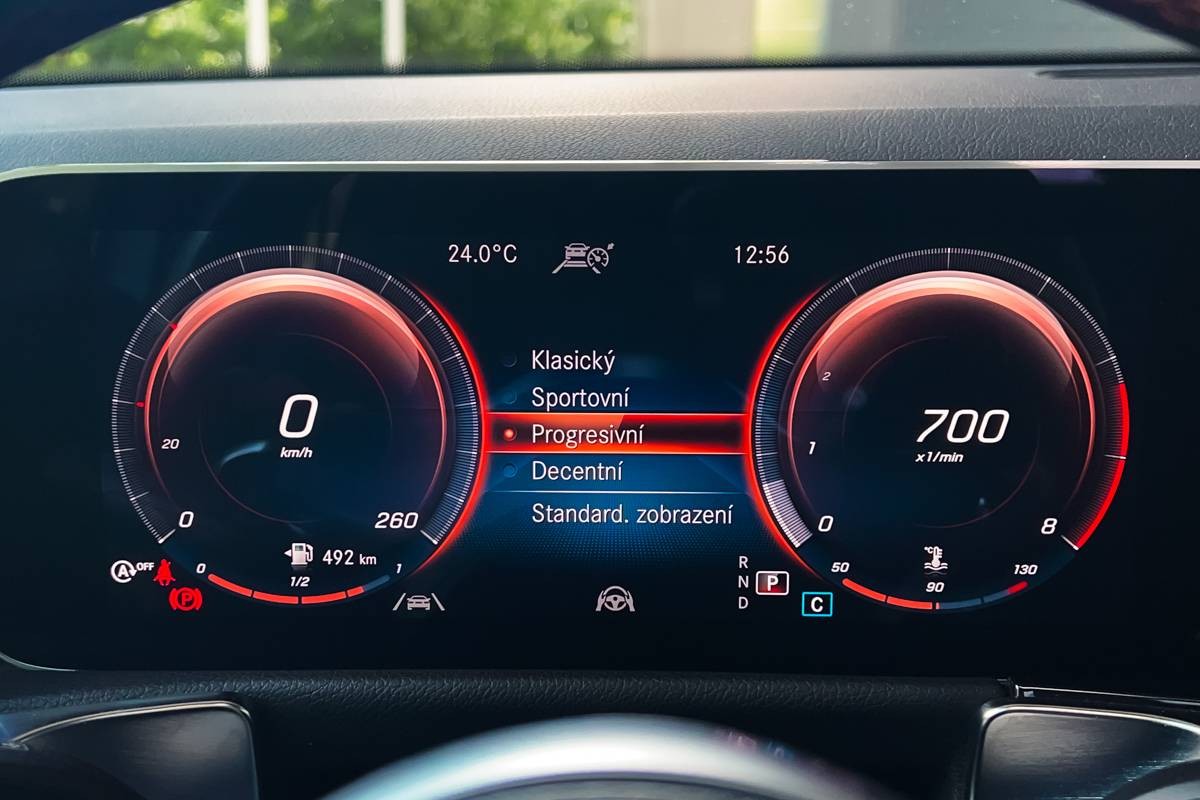 24.0°C
12:56
Klasický
Sportovní
Progresivní
Decentní
Standard. zobrazení
0
km/h
20
0
260
492 km
0
1/2
1
A OFF
P
700
x1/min
2
1
0
8
R
N
D
P
C
°C
50
90
130